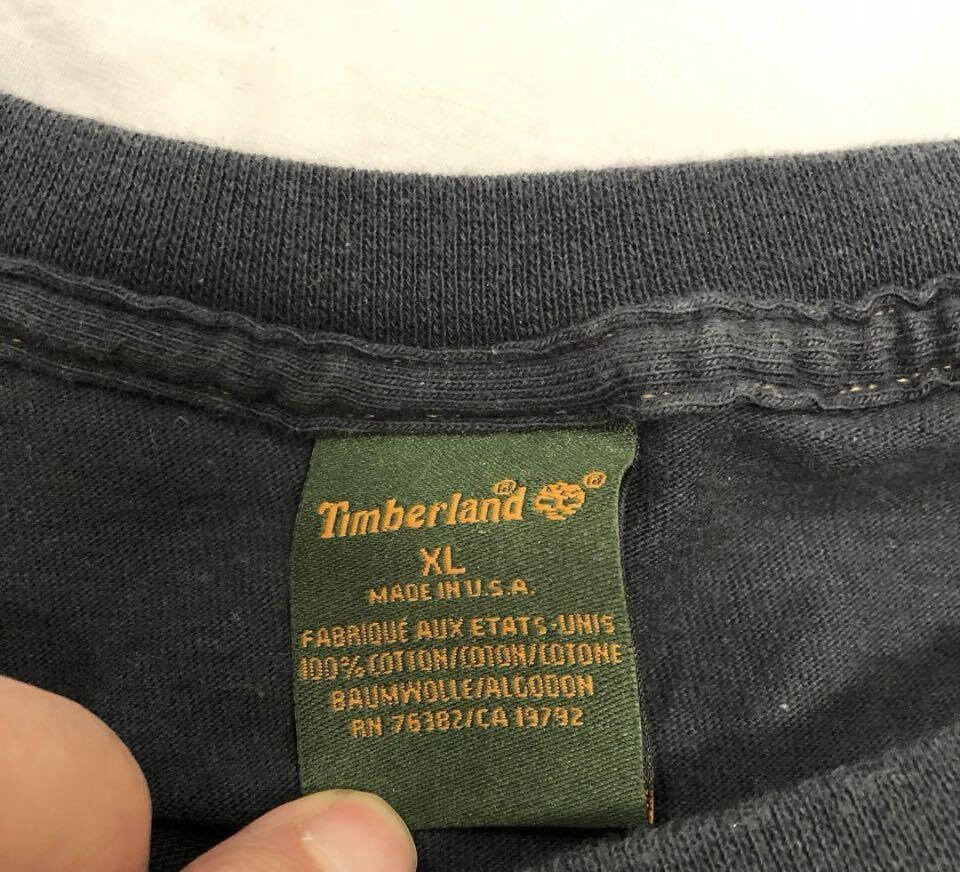 Timberland® ®
XL
MADE IN U.S.A.
FABRIQUÉ AUX ETATS-UNIS
100% COTTON/COTON/COTONE
BAUMWOLLE/ALGODON
RN 76382/CA 19792